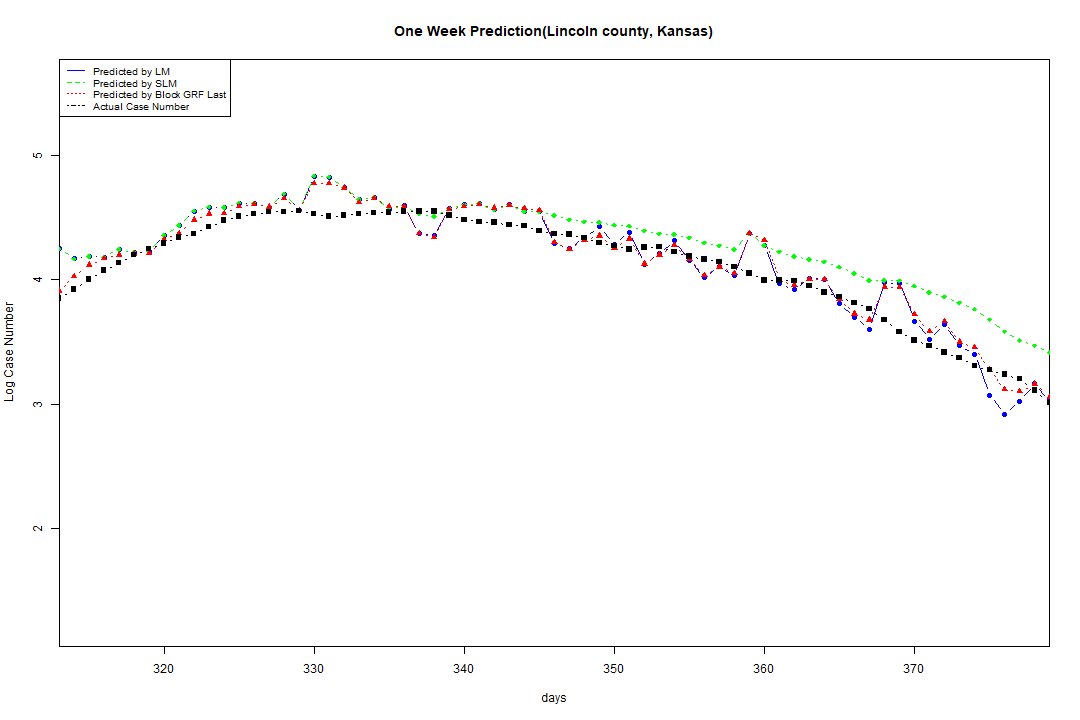 One Week Prediction(Lincoln county, Kansas)
Predicted by LM
Predicted by SLM
Predicted by Block GRF Last
Actual Case Number
5
4
3
2
Log Case Number
320 330 340 350 360 370
days